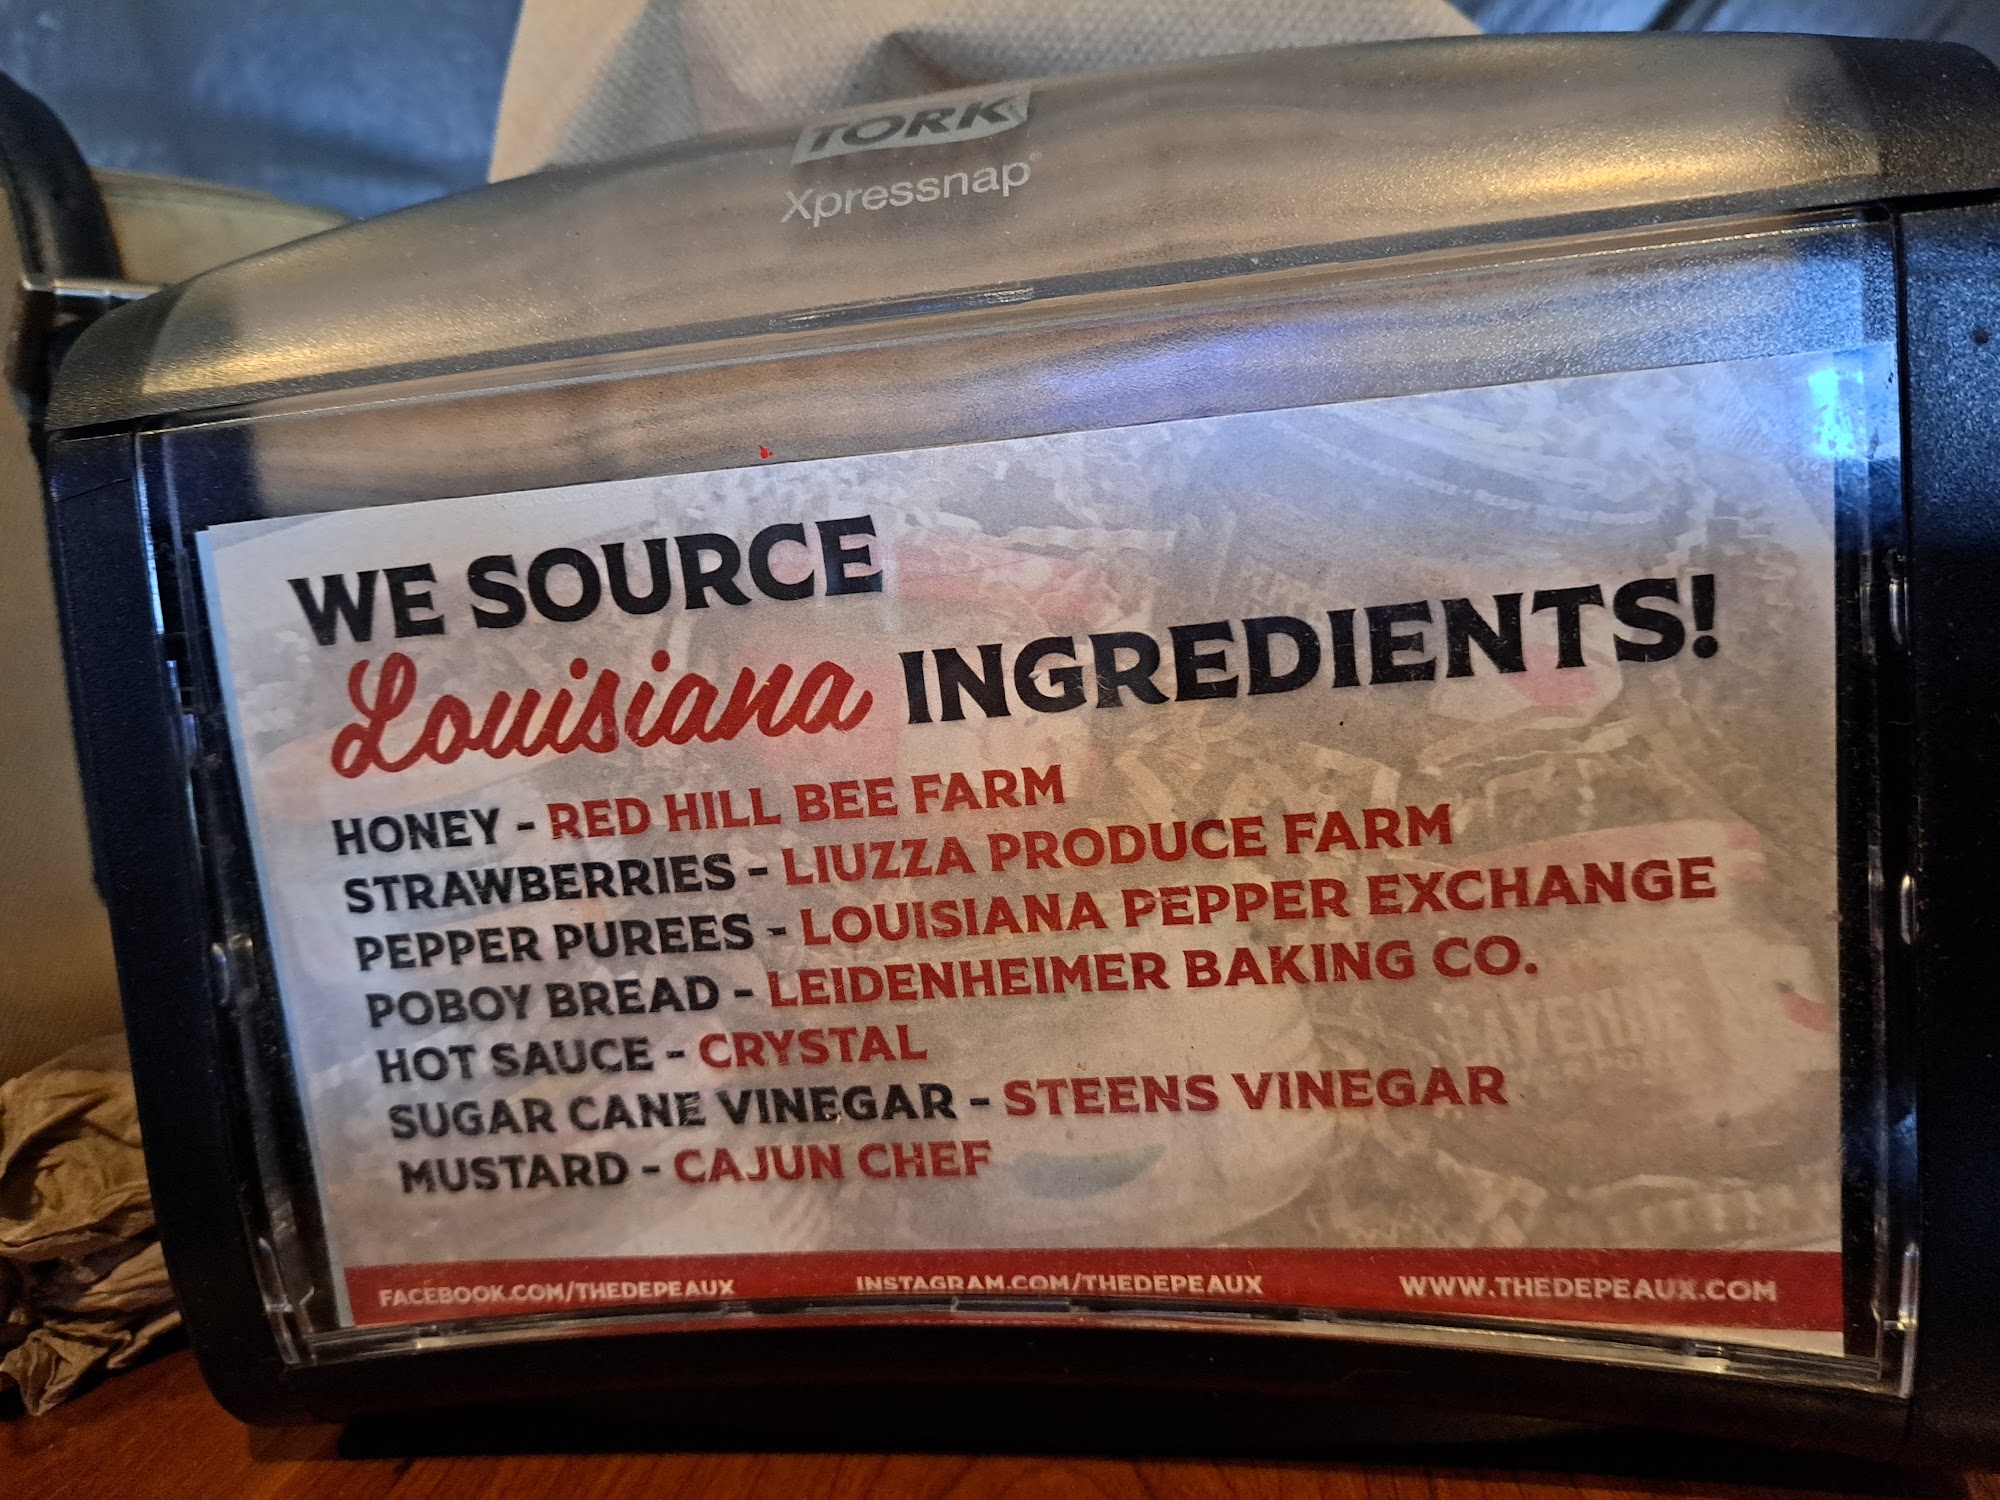 TORK
Xpressnap
WE SOURCE
Louisiana INGREDIENTS!
HONEY - RED HILL BEE FARM
STRAWBERRIES - LIUZZA PRODUCE FARM
PEPPER PUREES - LOUISIANA PEPPER EXCHANGE
POBOY BREAD - LEIDENHEIMER BAKING CO.
HOT SAUCE - CRYSTAL
SUGAR CANE VINEGAR - STEENS VINEGAR
MUSTARD - CAJUN CHEF
FACEBOOK.COM/THEDEPEAUX INSTAGRAM.COM/THEDEPEAUX WWW.THEDEPEAUX.COM